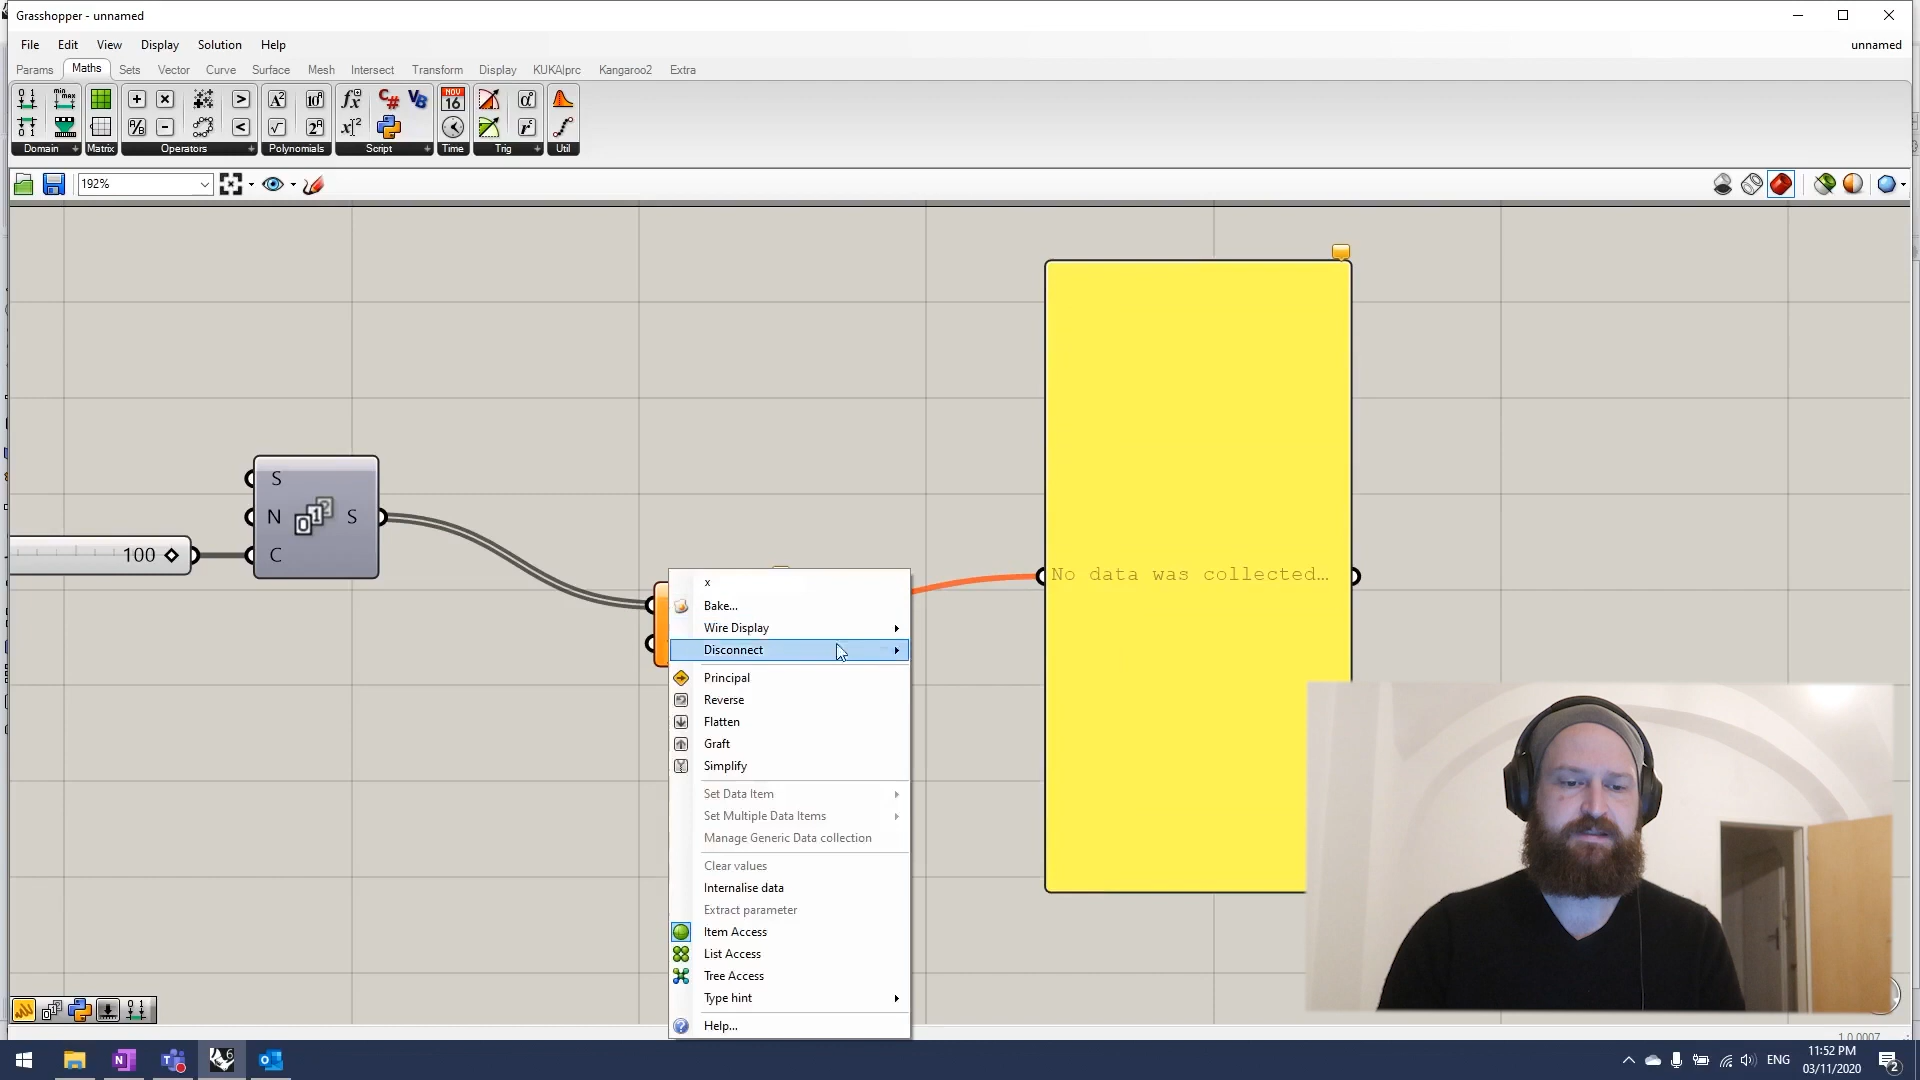 Grasshopper - unnamed
File Edit View Display Solution Help unnamed
Params Maths Sets Vector Curve Surface Mesh Intersect Transform Display KUKA|prc Kangaroo2 Extra
Domain Matrix Operators Polynomials Script Time Trig Util
192%
S
N S
C
100
No data was collected…
x
Bake...
Wire Display
Disconnect
Principal
Reverse
Flatten
Graft
Simplify
Set Data Item
Set Multiple Data Items
Manage Generic Data collection
Clear values
Internalise data
Extract parameter
Item Access
List Access
Tree Access
Type hint
Help...
1.0.0007
ENG
11:52 PM
03/11/2020
2